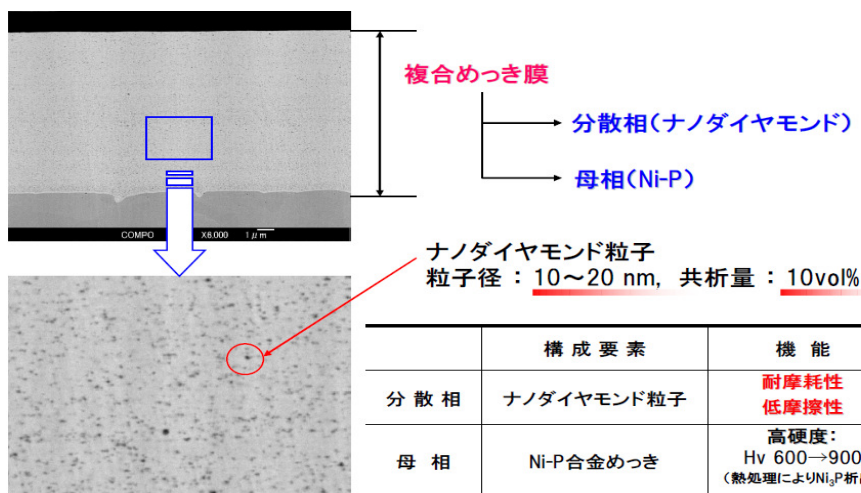 複合めっき膜
分散相(ナノダイヤモンド)
母相(Ni-P)
COMPO X6,000 1μm
ナノダイヤモンド粒子
粒子径 : 10～20 nm, 共析量 : 10vol%
構成要素 機能
分散相 ナノダイヤモンド粒子 耐摩耗性
低摩擦性
母相 Ni-P合金めっき 高硬度:
Hv 600→900
(熱処理によりNi₃P析